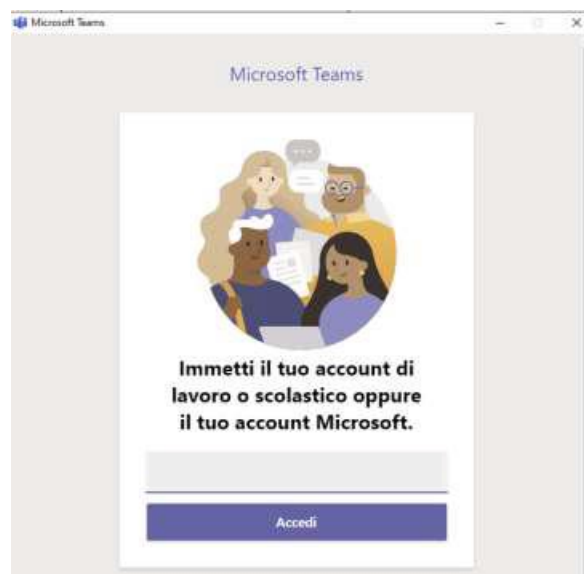 Microsoft Teams
Microsoft Teams
Immetti il tuo account di
lavoro o scolastico oppure
il tuo account Microsoft.
Accedi